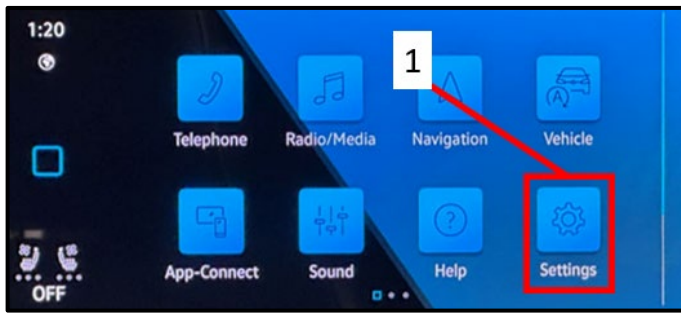 1:20
1
Telephone
Radio/Media
Navigation
Vehicle
App-Connect
Sound
Help
Settings
OFF